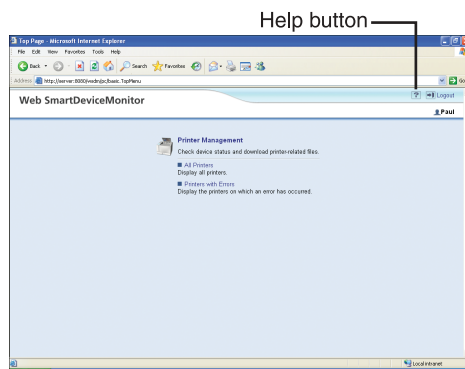 Help button
Top Page - Microsoft Internet Explorer
File Edit View Favorites Tools Help
Back Search Favorites
Address http://server:8080/wsdm/jsc/basic.TopMenu Go
? Logout
Web SmartDeviceMonitor
Paul
Printer Management
Check device status and download printer-related files.
All Printers
Display all printers.
Printers with Errors
Display the printers on which an error has occurred.
Local intranet